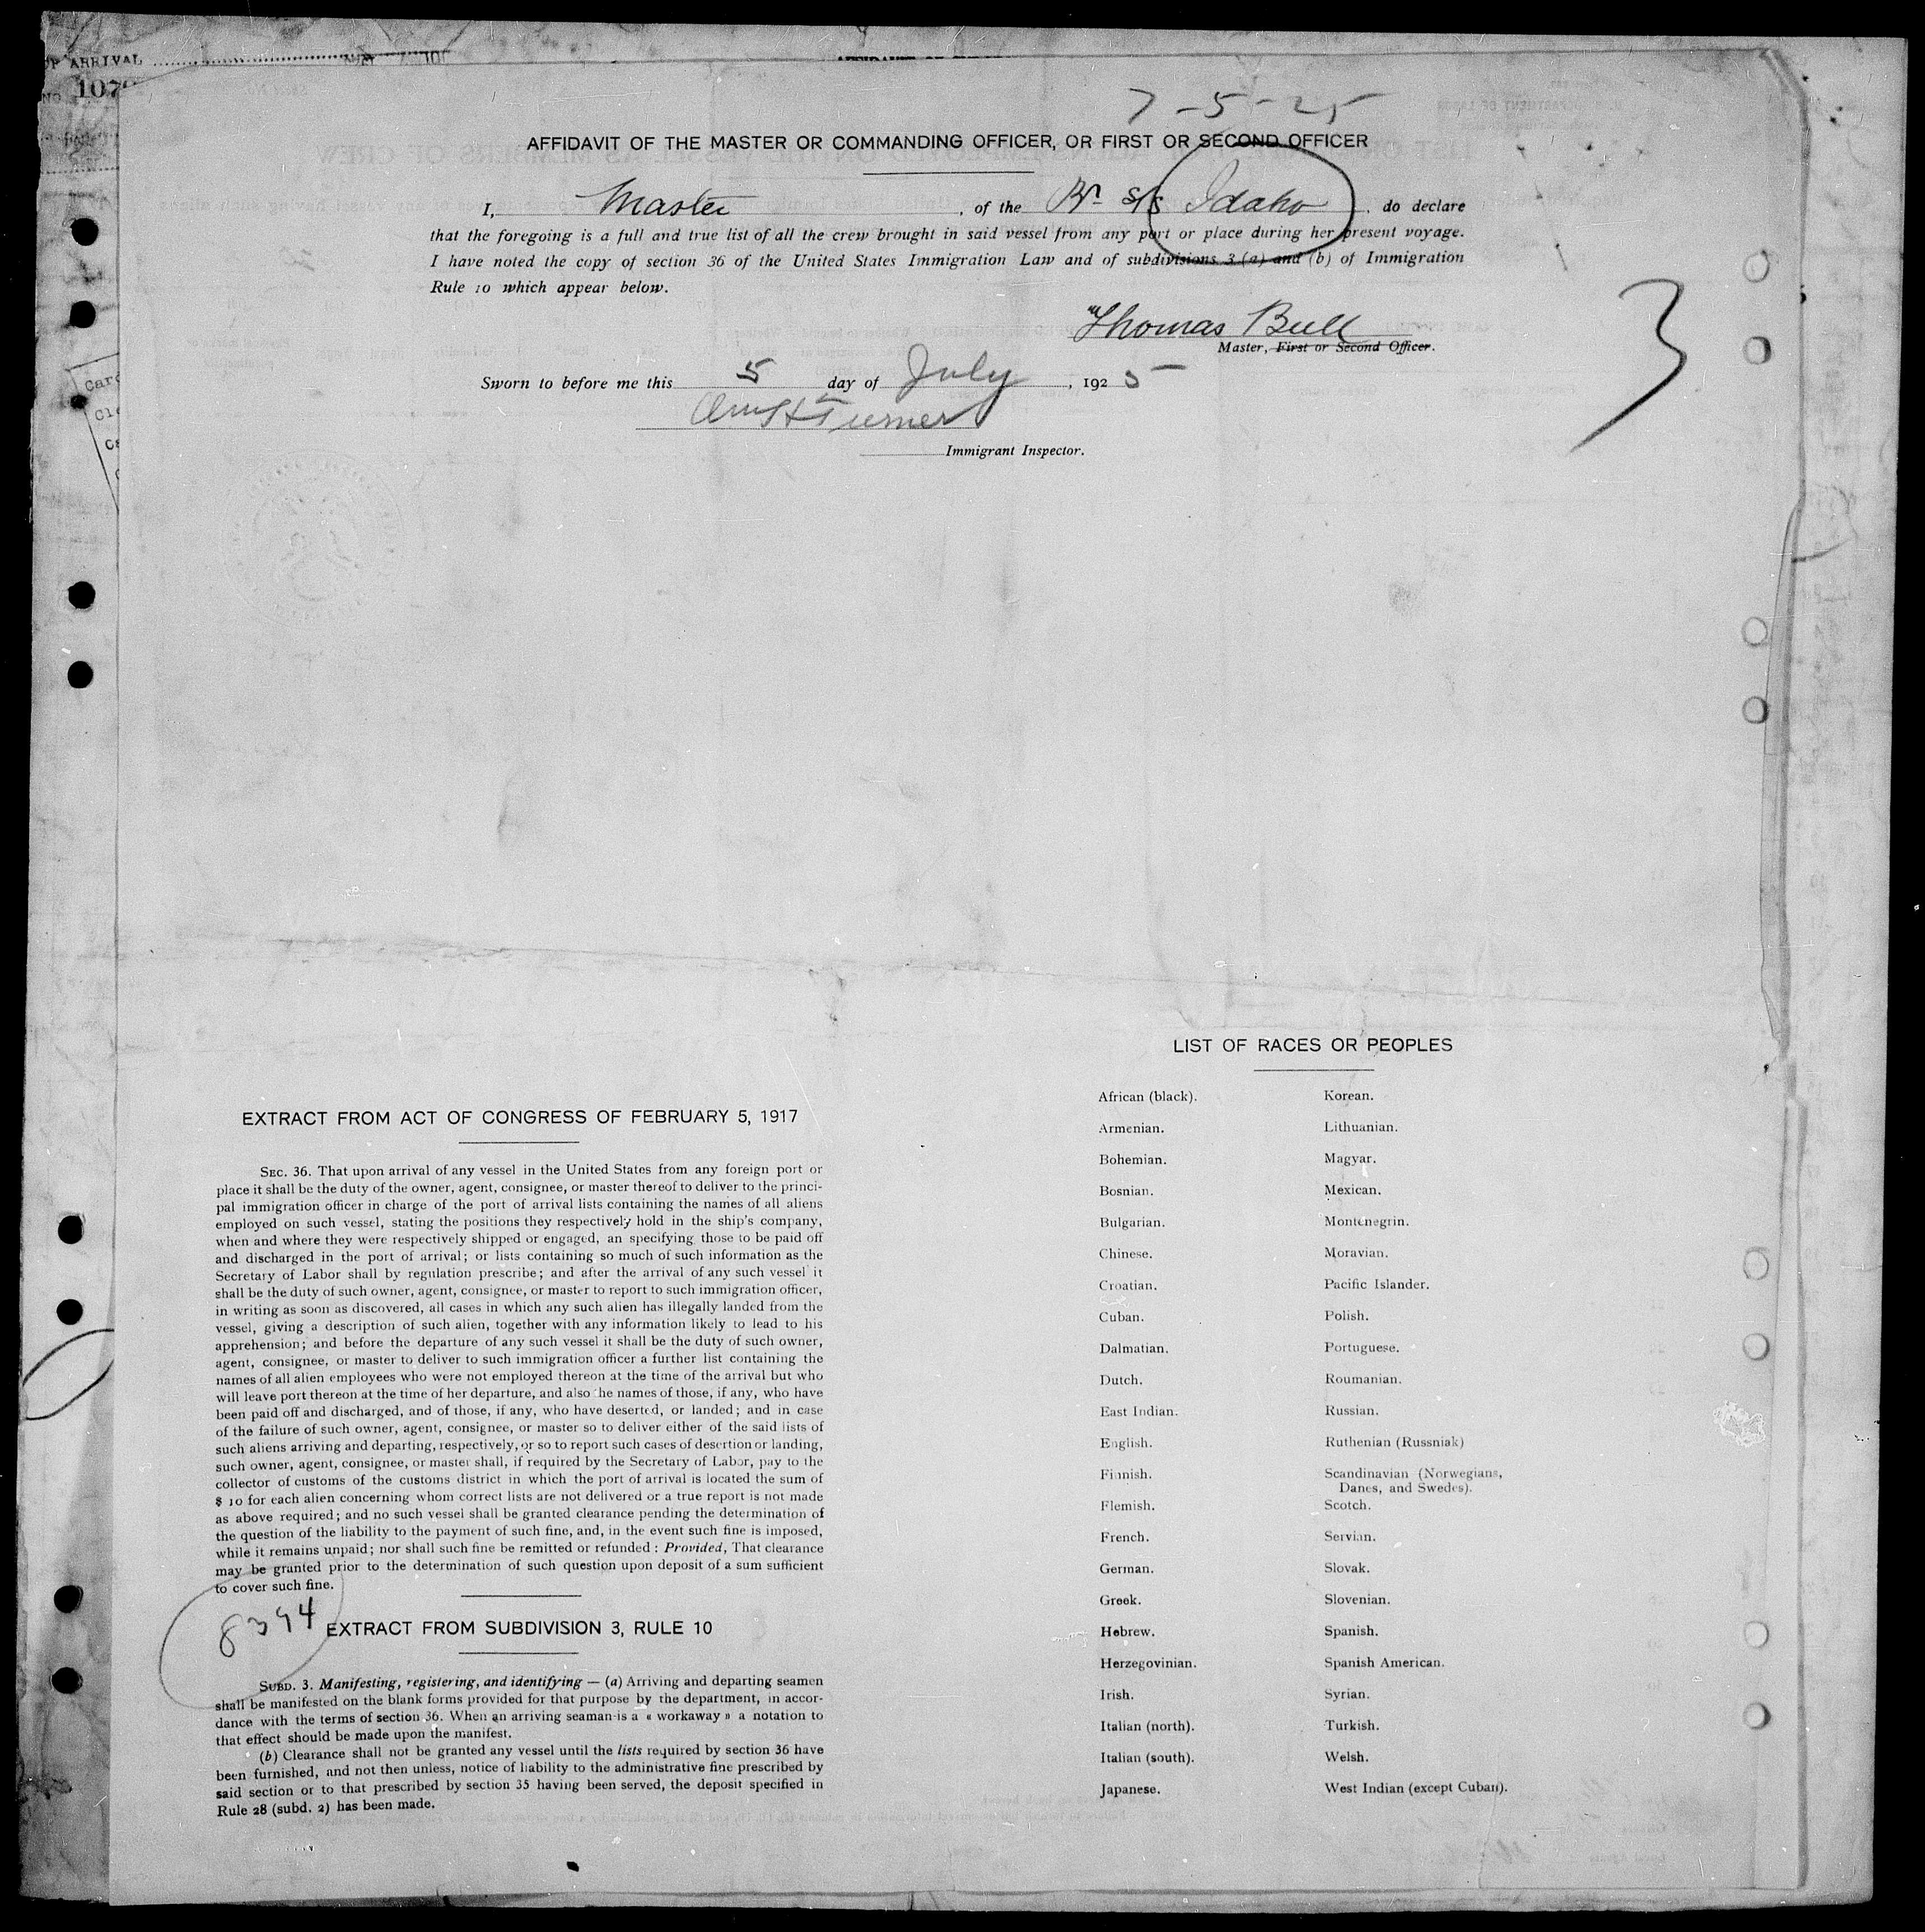 OF ARRIVAL
NO. 107
7-5-25
AFFIDAVIT OF THE MASTER OR COMMANDING OFFICER, OR FIRST OR SECOND OFFICER
I, Master, of the Br S/S Idaho, do declare
that the foregoing is a full and true list of all the crew brought in said vessel from any port or place during her present voyage.
I have noted the copy of section 36 of the United States Immigration Law and of subdivisions 3 (a) and (b) of Immigration
Rule 10 which appear below.
Thomas Bull
Master, First or Second Officer.
3
Sworn to before me this 5 day of July, 1925
Turner
Immigrant Inspector.
EXTRACT FROM ACT OF CONGRESS OF FEBRUARY 5, 1917
SEC. 36. That upon arrival of any vessel in the United States from any foreign port or
place it shall be the duty of the owner, agent, consignee, or master thereof to deliver to the princi-
pal immigration officer in charge of the port of arrival lists containing the names of all aliens
employed on such vessel, stating the positions they respectively hold in the ship's company,
when and where they were respectively shipped or engaged, an specifying those to be paid off
and discharged in the port of arrival; or lists containing so much of such information as the
Secretary of Labor shall by regulation prescribe; and after the arrival of any such vessel it
shall be the duty of such owner, agent, consignee, or master to report to such immigration officer,
in writing as soon as discovered, all cases in which any such alien has illegally landed from the
vessel, giving a description of such alien, together with any information likely to lead to his
apprehension; and before the departure of any such vessel it shall be the duty of such owner,
agent, consignee, or master to deliver to such immigration officer a further list containing the
names of all alien employees who were not employed thereon at the time of the arrival but who
will leave port thereon at the time of her departure, and also the names of those, if any, who have
been paid off and discharged, and of those, if any, who have deserted, or landed; and in case
of the failure of such owner, agent, consignee, or master so to deliver either of the said lists of
such aliens arriving and departing, respectively, or so to report such cases of desertion or landing,
such owner, agent, consignee, or master shall, if required by the Secretary of Labor, pay to the
collector of customs of the customs district in which the port of arrival is located the sum of
$ 10 for each alien concerning whom correct lists are not delivered or a true report is not made
as above required; and no such vessel shall be granted clearance pending the determination of
the question of the liability to the payment of such fine, and, in the event such fine is imposed,
while it remains unpaid; nor shall such fine be remitted or refunded : Provided, That clearance
may be granted prior to the determination of such question upon deposit of a sum sufficient
to cover such fine.
8394
EXTRACT FROM SUBDIVISION 3, RULE 10
SUBD. 3. Manifesting, registering, and identifying — (a) Arriving and departing seamen
shall be manifested on the blank forms provided for that purpose by the department, in accor-
dance with the terms of section 36. When an arriving seaman is a « workaway » a notation to
that effect should be made upon the manifest.
(b) Clearance shall not be granted any vessel until the lists required by section 36 have
been furnished, and not then unless, notice of liability to the administrative fine prescribed by
said section or to that prescribed by section 35 having been served, the deposit specified in
Rule 28 (subd. 2) has been made.
LIST OF RACES OR PEOPLES
African (black).
Armenian.
Bohemian.
Bosnian.
Bulgarian.
Chinese.
Croatian.
Cuban.
Dalmatian.
Dutch.
East Indian.
English.
Finnish.
Flemish.
French.
German.
Greek.
Hebrew.
Herzegovinian.
Irish.
Italian (north).
Italian (south).
Japanese.
Korean.
Lithuanian.
Magyar.
Mexican.
Montenegrin.
Moravian.
Pacific Islander.
Polish.
Portuguese.
Roumanian.
Russian.
Ruthenian (Russniak)
Scandinavian (Norwegians,
Danes, and Swedes).
Scotch.
Servian.
Slovak.
Slovenian.
Spanish.
Spanish American.
Syrian.
Turkish.
Welsh.
West Indian (except Cuban).